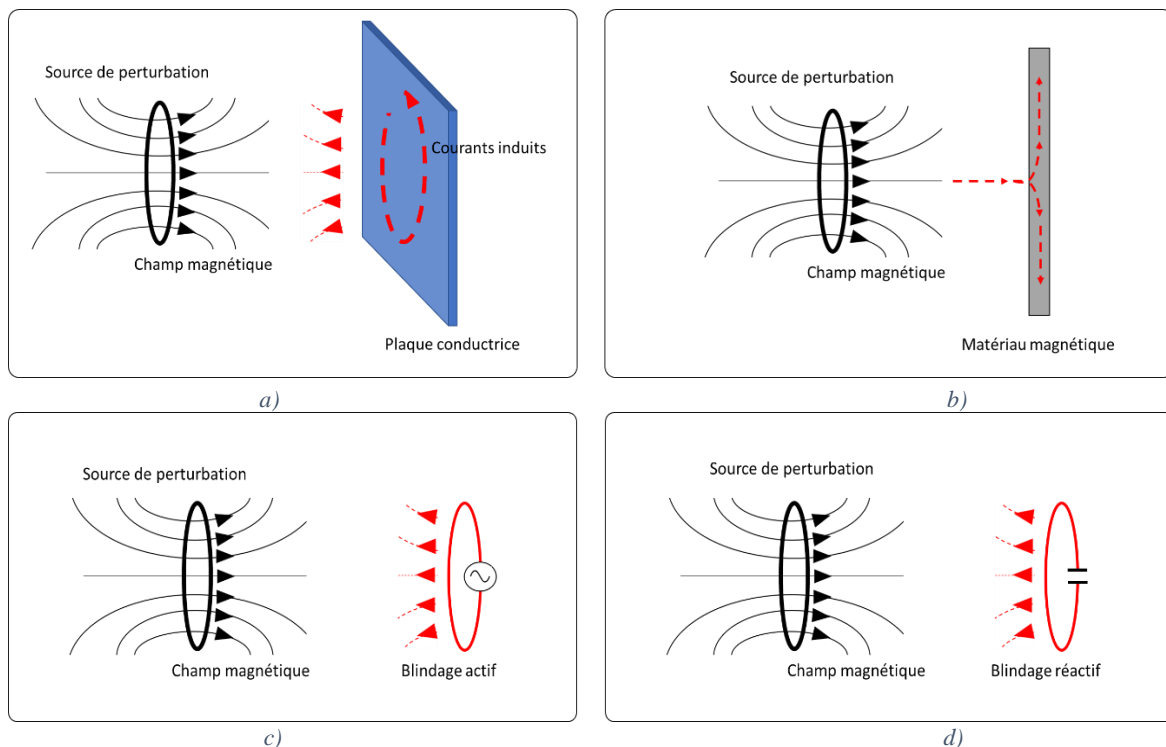 Source de perturbation
Courants induits
Champ magnétique
Plaque conductrice
a)
Source de perturbation
Champ magnétique
Matériau magnétique
b)
Source de perturbation
Champ magnétique
Blindage actif
c)
Source de perturbation
Champ magnétique
Blindage réactif
d)